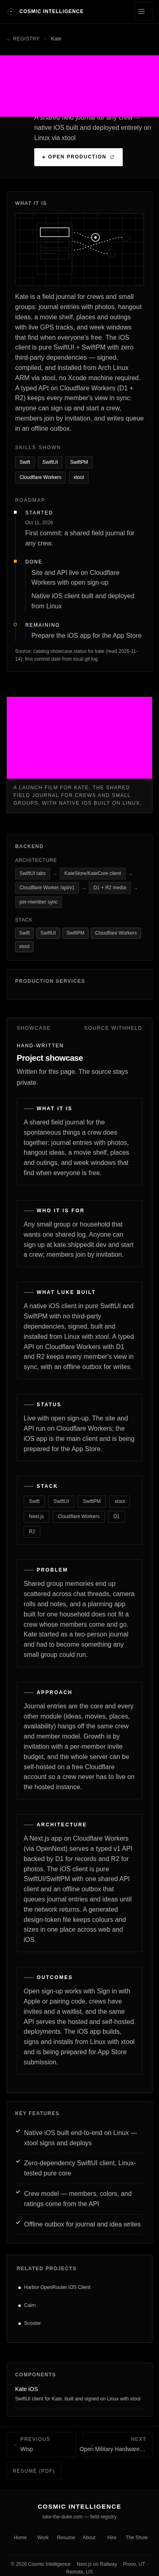 COSMIC INTELLIGENCE
← REGISTRY
Kate
A shared field journal for any crew —
native iOS built and deployed entirely on
Linux via xtool
OPEN PRODUCTION
WHAT IT IS
Kate is a field journal for crews and small
groups: journal entries with photos, hangout
ideas, a movie shelf, places and outings
with live GPS tracks, and week windows
that find when everyone's free. The iOS
client is pure SwiftUI + SwiftPM with zero
third-party dependencies — signed,
compiled, and installed from Arch Linux
ARM via xtool, no Xcode machine required.
A typed API on Cloudflare Workers (D1 +
R2) keeps every member's view in sync:
anyone can sign up and start a crew,
members join by invitation, and writes queue
in an offline outbox.
SKILLS SHOWN
Swift
SwiftUI
SwiftPM
Cloudflare Workers
xtool
ROADMAP
STARTED
Oct 11, 2026
First commit: a shared field journal for
any crew.
DONE
Site and API live on Cloudflare
Workers with open sign-up
Native iOS client built and deployed
from Linux
REMAINING
Prepare the iOS app for the App Store
Source: catalog showcase.status for kate (read 2026-11-
14); first commit date from local git log
A LAUNCH FILM FOR KATE, THE SHARED
FIELD JOURNAL FOR CREWS AND SMALL
GROUPS, WITH NATIVE IOS BUILT ON LINUX.
BACKEND
ARCHITECTURE
SwiftUI tabs → KateStore/KateCore client →
Cloudflare Worker /api/v1 → D1 + R2 media →
per-member sync
STACK
Swift
SwiftUI
SwiftPM
Cloudflare Workers
xtool
PRODUCTION SERVICES
SHOWCASE
SOURCE WITHHELD
HAND-WRITTEN
Project showcase
Written for this page. The source stays
private.
WHAT IT IS
A shared field journal for the
spontaneous things a crew does
together: journal entries with photos,
hangout ideas, a movie shelf, places
and outings, and week windows that
find when everyone is free.
WHO IT IS FOR
Any small group or household that
wants one shared log. Anyone can
sign up at kate.shipped.dev and start
a crew; members join by invitation.
WHAT LUKE BUILT
A native iOS client in pure SwiftUI and
SwiftPM with no third-party
dependencies, signed, built and
installed from Linux with xtool. A typed
API on Cloudflare Workers with D1
and R2 keeps every member's view in
sync, with an offline outbox for writes.
STATUS
Live with open sign-up. The site and
API run on Cloudflare Workers; the
iOS app is the main client and is being
prepared for the App Store.
STACK
Swift
SwiftUI
SwiftPM
xtool
Next.js
Cloudflare Workers
D1
R2
PROBLEM
Shared group memories end up
scattered across chat threads, camera
rolls and notes, and a planning app
built for one household does not fit a
crew whose members come and go.
Kate started as a two-person journal
and had to become something any
small group could run.
APPROACH
Journal entries are the core and every
other module (ideas, movies, places,
availability) hangs off the same crew
and member model. Growth is by
invitation with a per-member invite
budget, and the whole server can be
self-hosted on a free Cloudflare
account so a crew never has to live on
the hosted instance.
ARCHITECTURE
A Next.js app on Cloudflare Workers
(via OpenNext) serves a typed v1 API
backed by D1 for records and R2 for
photos. The iOS client is pure
SwiftUI/SwiftPM with one shared API
client and an offline outbox that
queues journal entries and ideas until
the network returns. A generated
design-token file keeps colours and
sizes in one place across web and
iOS.
OUTCOMES
Open sign-up works with Sign in with
Apple or pairing code, crews have
invites and a waitlist, and the same
API serves the hosted and self-hosted
deployments. The iOS app builds,
signs and installs from Linux with xtool
and is being prepared for App Store
submission.
KEY FEATURES
Native iOS built end-to-end on Linux —
xtool signs and deploys
Zero-dependency SwiftUI client, Linux-
tested pure core
Crew model — members, colors, and
ratings come from the API
Offline outbox for journal and idea writes
RELATED PROJECTS
Harbor OpenRouter iOS Client
Cairn
Scooter
COMPONENTS
Kate iOS
SwiftUI client for Kate, built and signed on Linux with xtool
← PREVIOUS
Wisp
NEXT
Open Military Hardware…
RÉSUMÉ (PDF)
COSMIC INTELLIGENCE
luke-the-duke.com — field registry
Home
Work
Resume
About
Hire
The Show
© 2026 Cosmic Intelligence · Next.js on Railway · Provo, UT ·
Remote, US